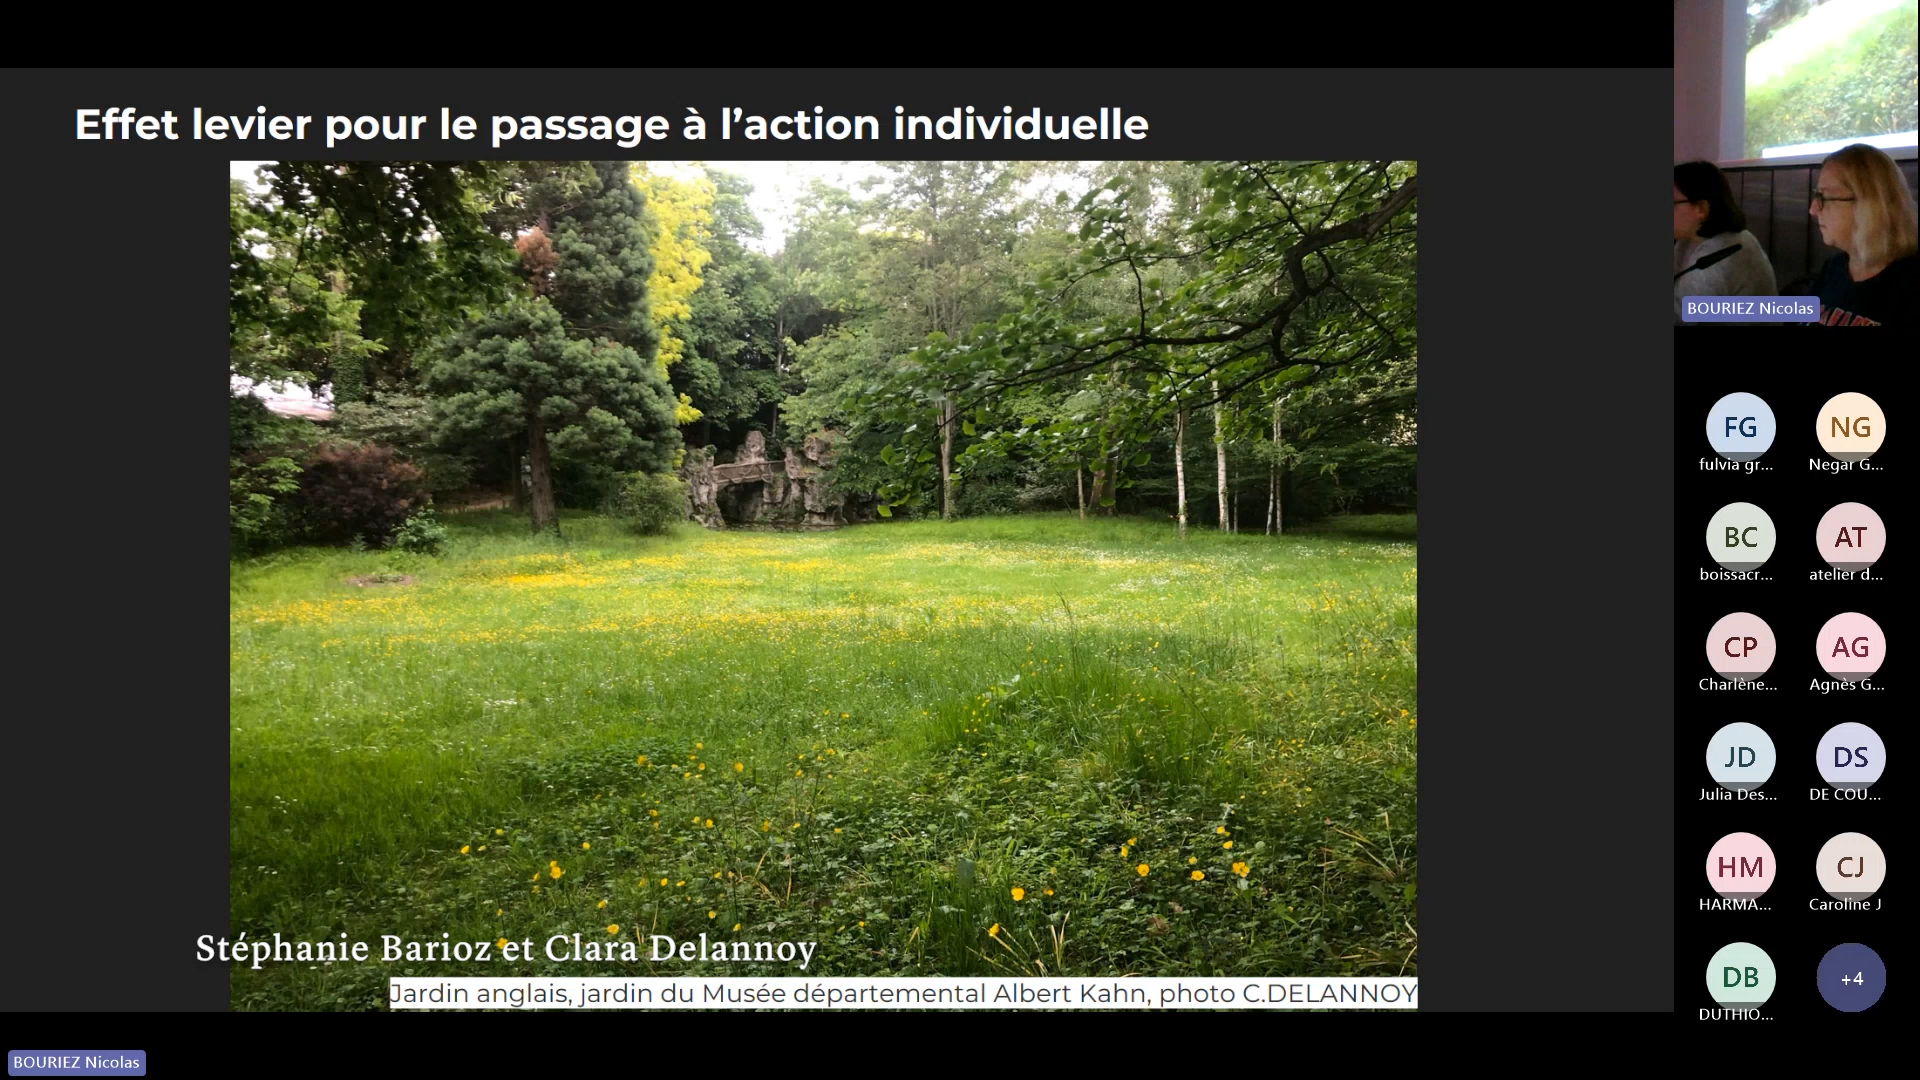 Effet levier pour le passage à l'action individuelle
Stéphanie Barioz et Clara Delannoy
Jardin anglais, jardin du Musée départemental Albert Kahn, photo C.DELANNOY
BOURIEZ Nicolas
BOURIEZ Nicolas
FG
NG
fulvia gr...
Negar G...
BC
AT
boissacr...
atelier d...
CP
AG
Charlène...
Agnès G...
JD
DS
Julia Des...
DE COU...
HM
CJ
HARMA...
Caroline J
DB
+4
DUTHIO...